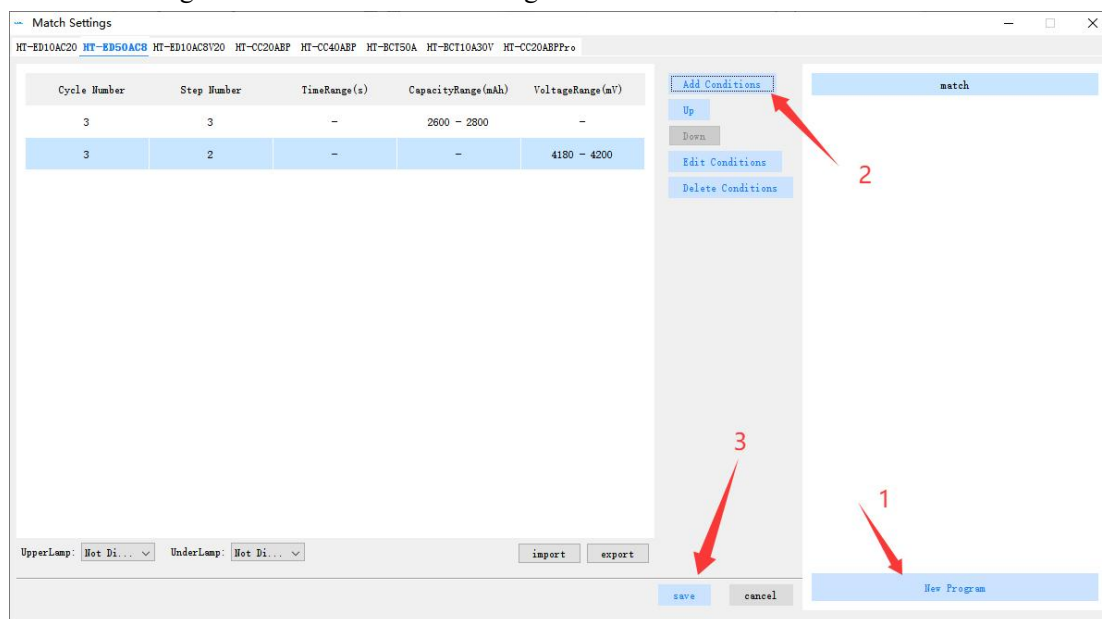 Match Settings
HT-ED10AC20 HT-ED50AC8 HT-ED10AC8V20 HT-CC20ABP HT-CC40ABP HT-BCT50A HT-BCT10A30V HT-CC20ABPPro
Cycle Number Step Number TimeRange(s) CapacityRange(mAh) VoltageRange(mV)
3 3 - 2600 - 2800 -
3 2 - - 4180 - 4200
Add Conditions
Up
Down
Edit Conditions
Delete Conditions
match
2
3
1
UpperLamp: Not Di... UnderLamp: Not Di... import export
save cancel
New Program